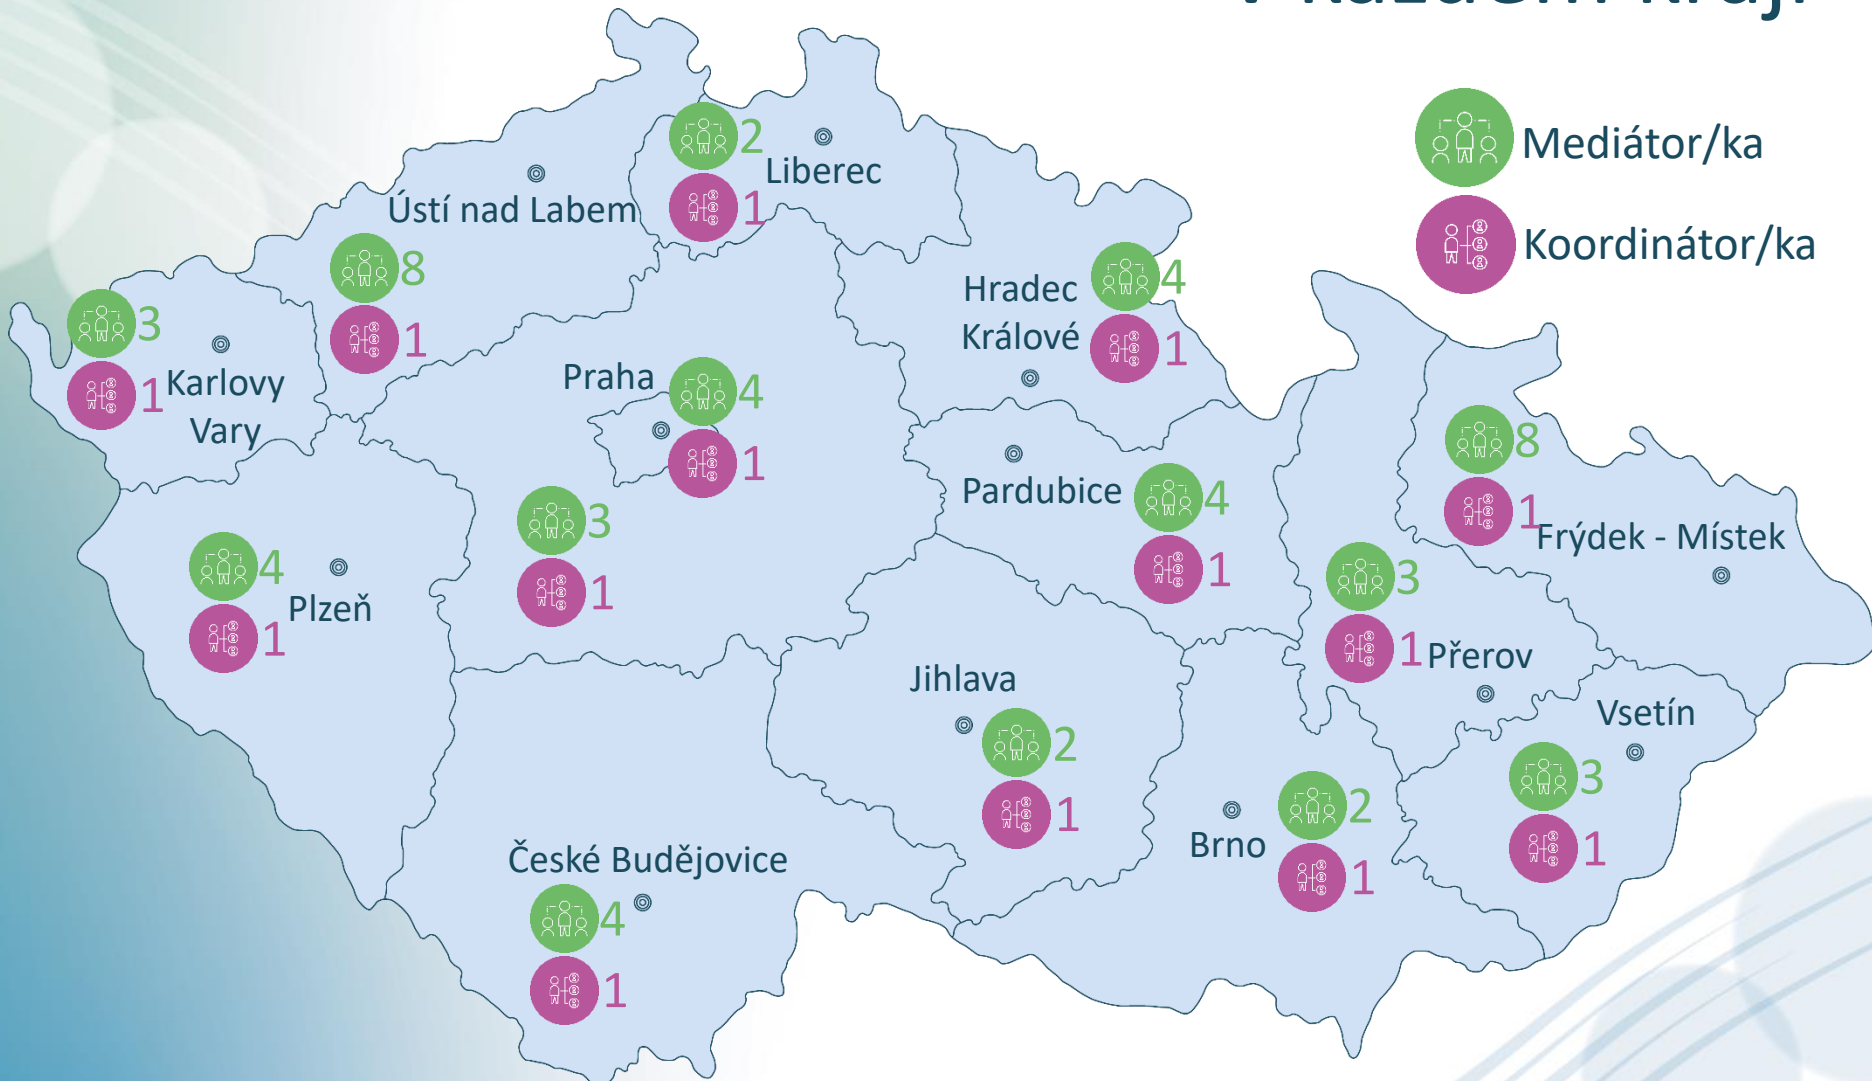 Mediátor/ka
Koordinátor/ka
2
Liberec
1
Ústí nad Labem
8
1
3
1
Karlovy
Vary
Hradec
Králové
4
1
Praha
4
1
3
1
Pardubice
4
1
8
1
Frýdek - Místek
4
1
Plzeň
3
1
Přerov
Jihlava
2
1
Vsetín
3
1
Brno
2
1
České Budějovice
4
1